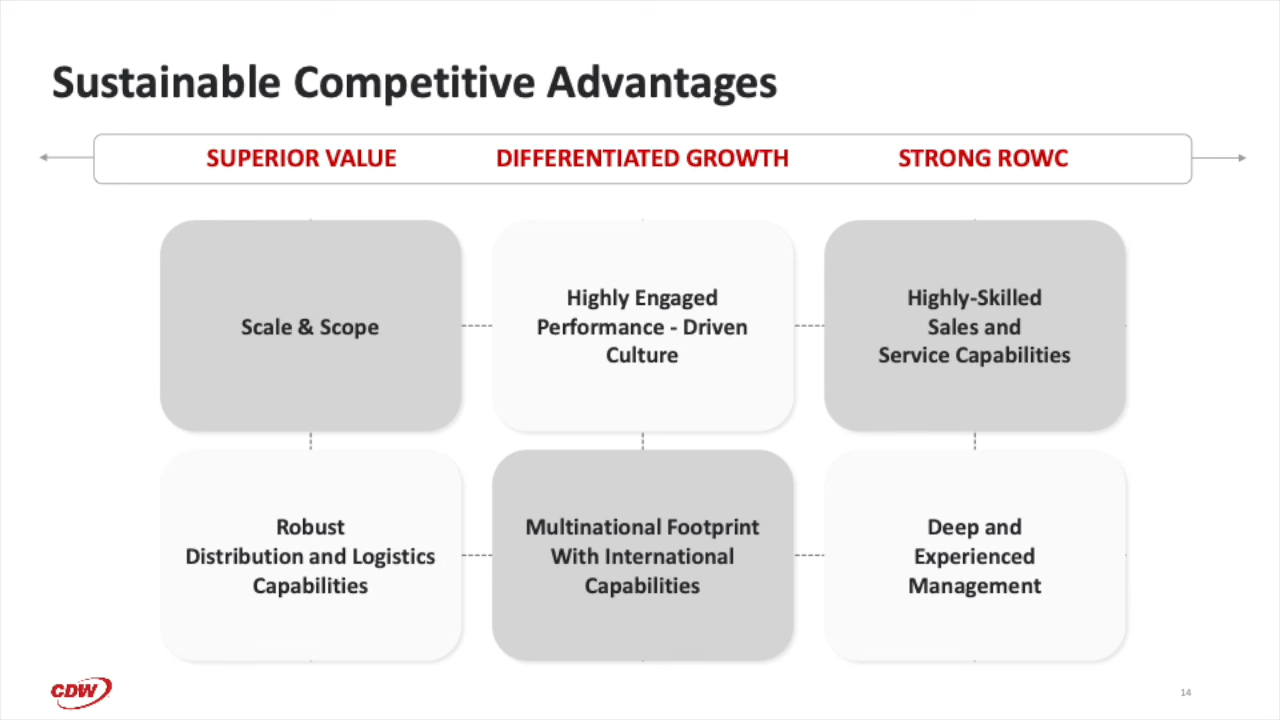 Sustainable Competitive Advantages
SUPERIOR VALUE DIFFERENTIATED GROWTH STRONG ROWC
Scale & Scope
Highly Engaged
Performance - Driven
Culture
Highly-Skilled
Sales and
Service Capabilities
Robust
Distribution and Logistics
Capabilities
Multinational Footprint
With International
Capabilities
Deep and
Experienced
Management
CDW
14